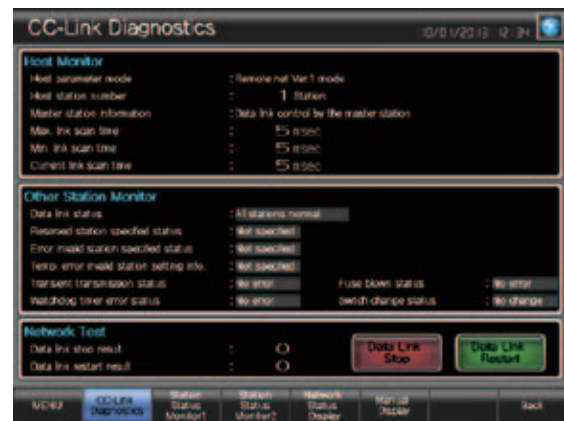 CC-Link Diagnostics 10/01/2013 12:34
Host Monitor
Host parameter mode : Remote net Ver.1 mode
Host station number : 1 Station
Master station information : Data link control by the master station
Max. link scan time : 5 msec
Min. link scan time : 5 msec
Current link scan time : 5 msec
Other Station Monitor
Data link status : All stations normal
Reserved station specified status : Not specified
Error invalid station specified status : Not specified
Temp. error invalid station setting info. : Not specified
Transient transmission status : No error Fuse blown status : No error
Watchdog timer error status : No error Switch change status : No change
Network Test
Data link stop result : 0 Data Link Stop
Data link restart result : 0 Data Link Restart
MENU CC-Link Diagnostics Station Status Monitor1 Station Status Monitor2 Network Status Display Manual Display Back